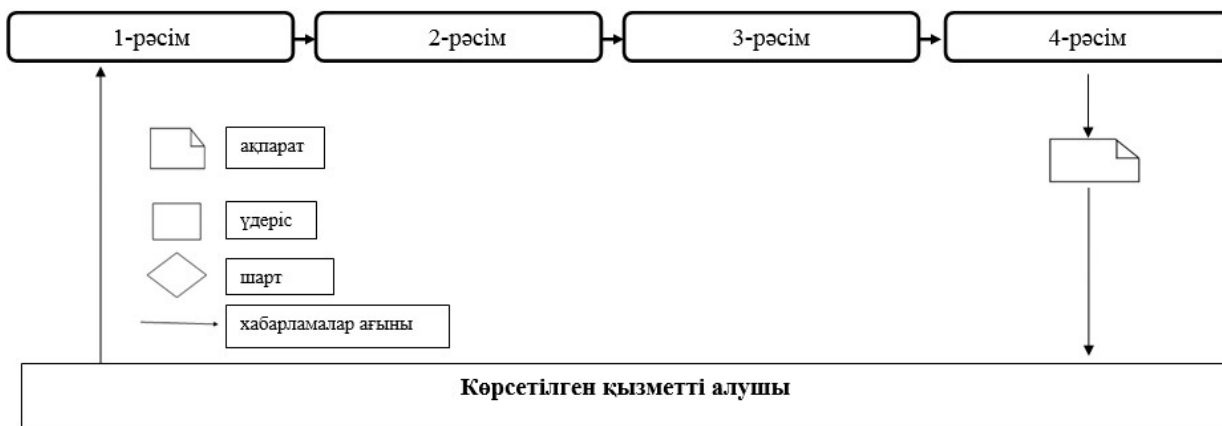 1-рәсім
2-рәсім
3-рәсім
4-рәсім
ақпарат
үдеріс
шарт
хабарламалар ағыны
Көрсетілген қызметті алушы